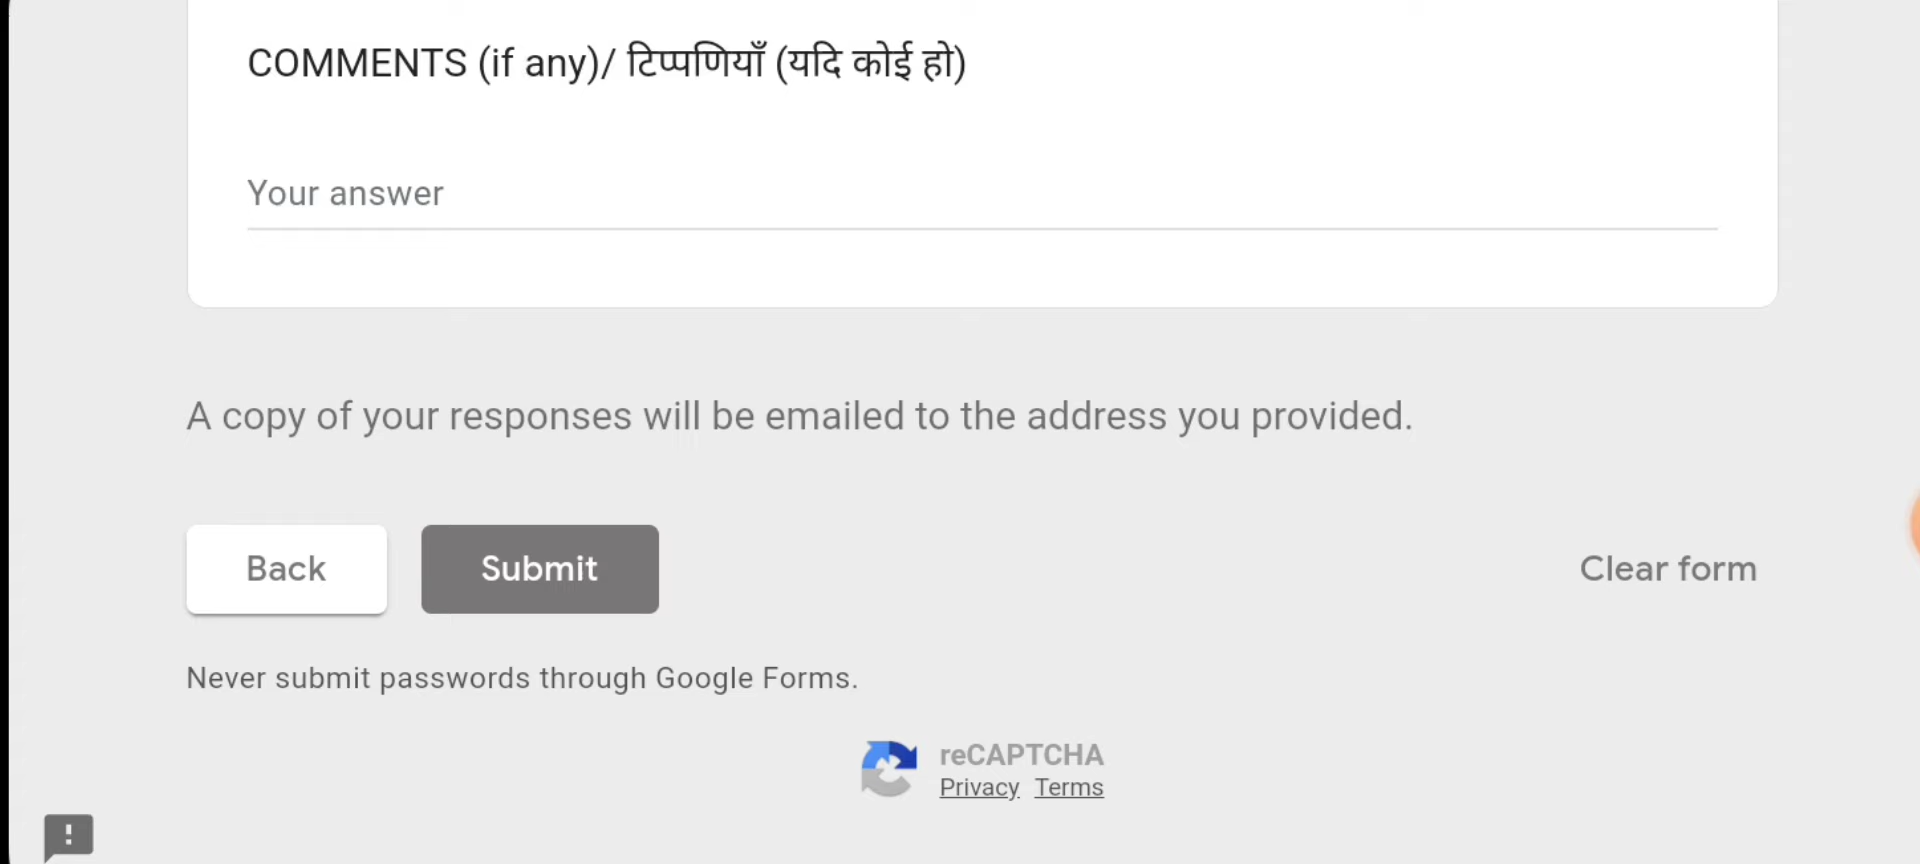 COMMENTS (if any)/ टिप्पणियाँ (यदि कोई हो)
Your answer
A copy of your responses will be emailed to the address you provided.
Back
Submit
Clear form
Never submit passwords through Google Forms.
reCAPTCHA
Privacy Terms